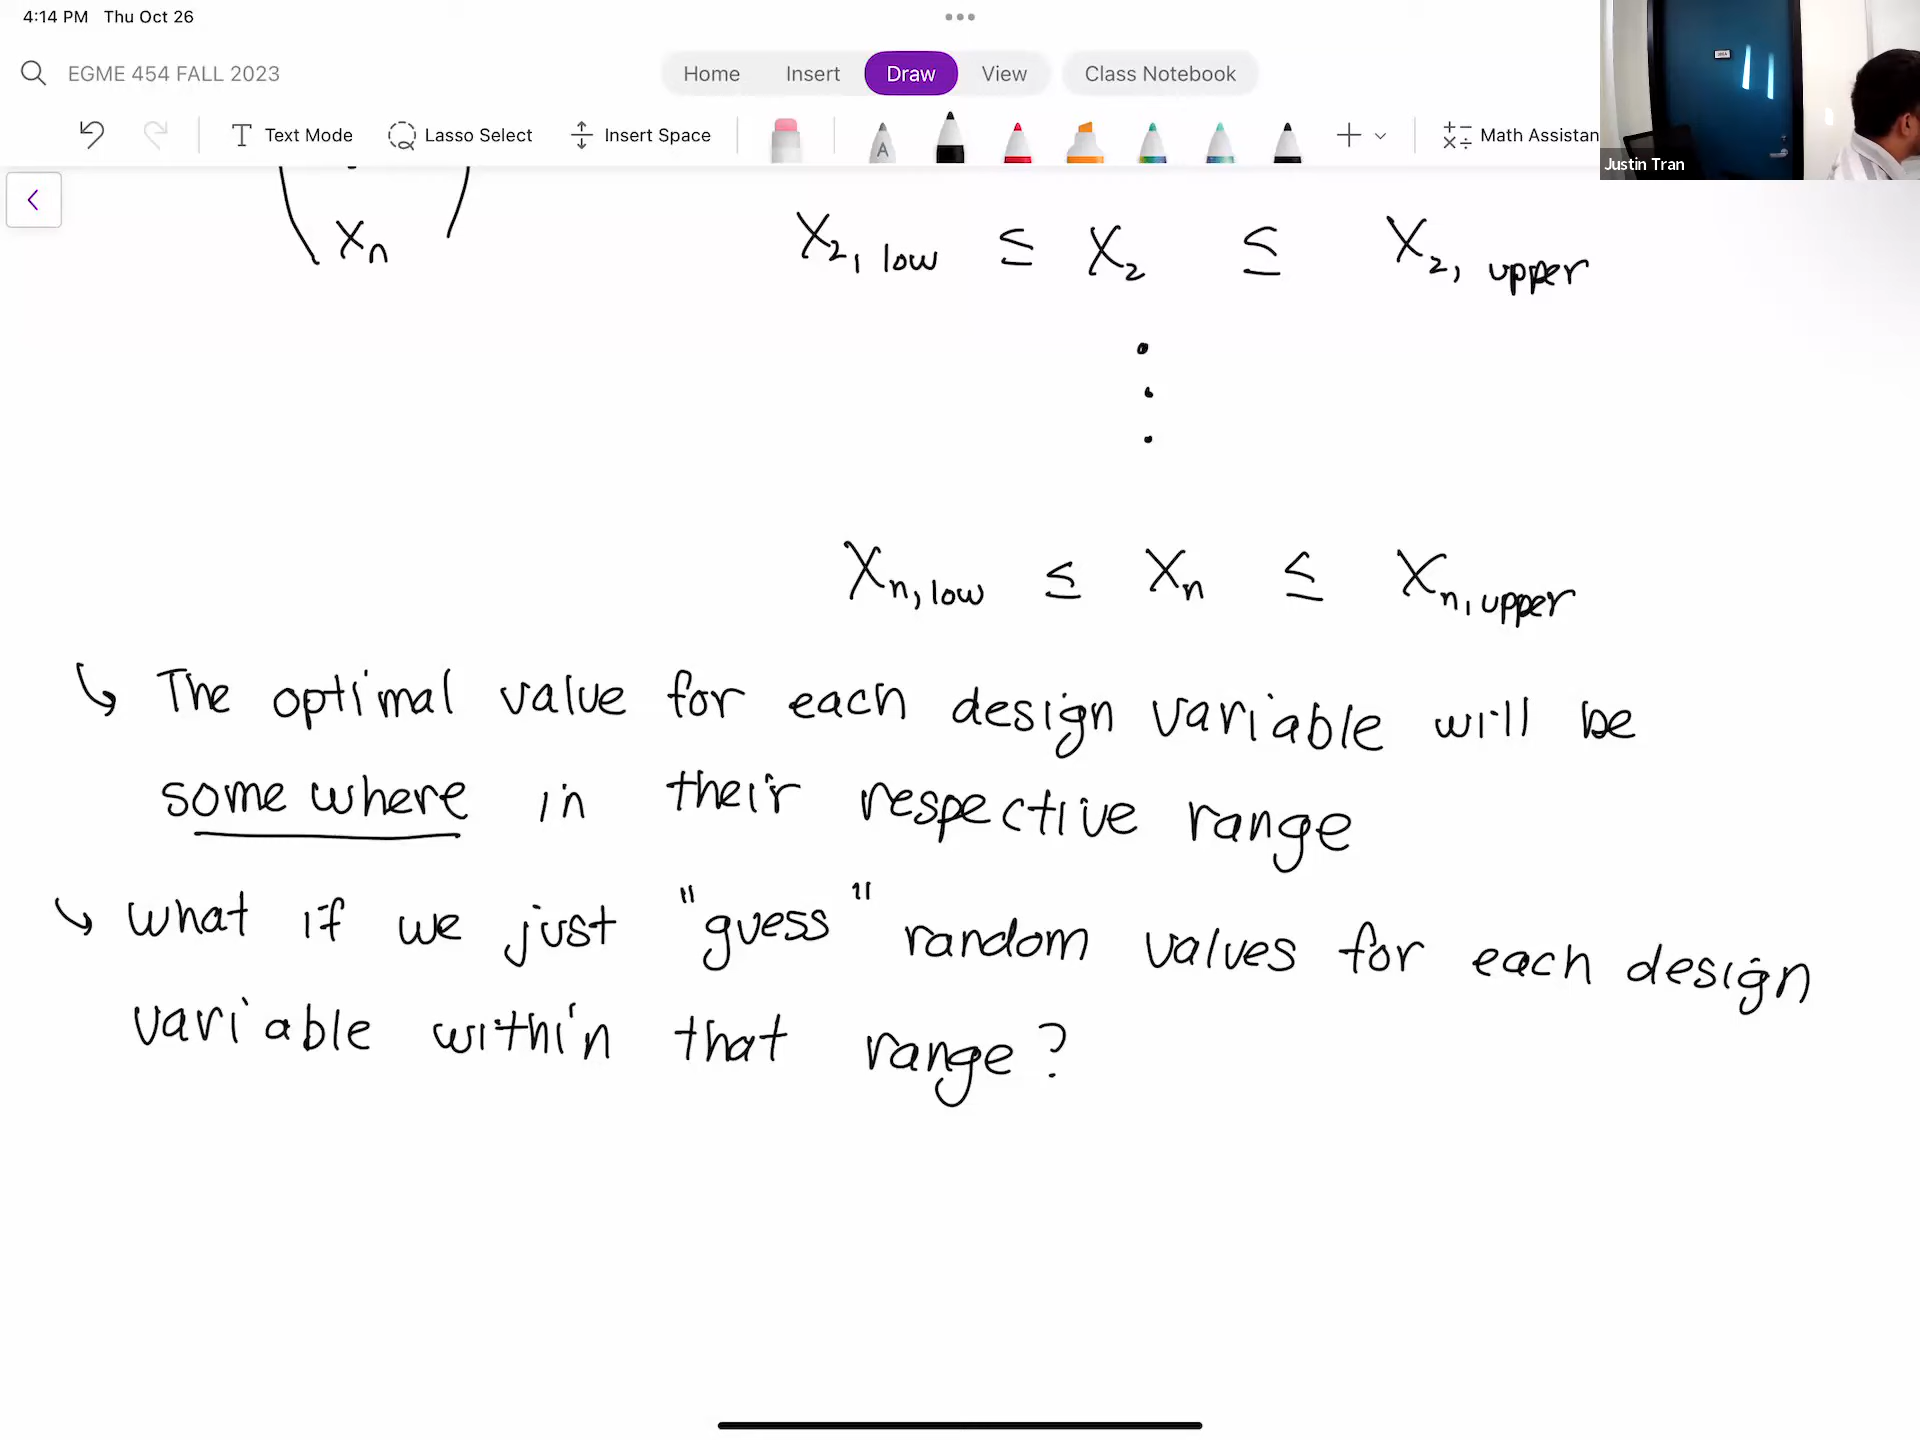 4:14 PM Thu Oct 26
EGME 454 FALL 2023
Home Insert Draw View Class Notebook
Text Mode Lasso Select Insert Space A Math Assistan
Justin Tran
Xn
X2, low ≤ X2 ≤ X2, upper
Xn, low ≤ Xn ≤ Xn, upper
↳ The optimal value for each design variable will be
some where in their respective range
↳ what if we just "guess" random values for each design
variable within that range?